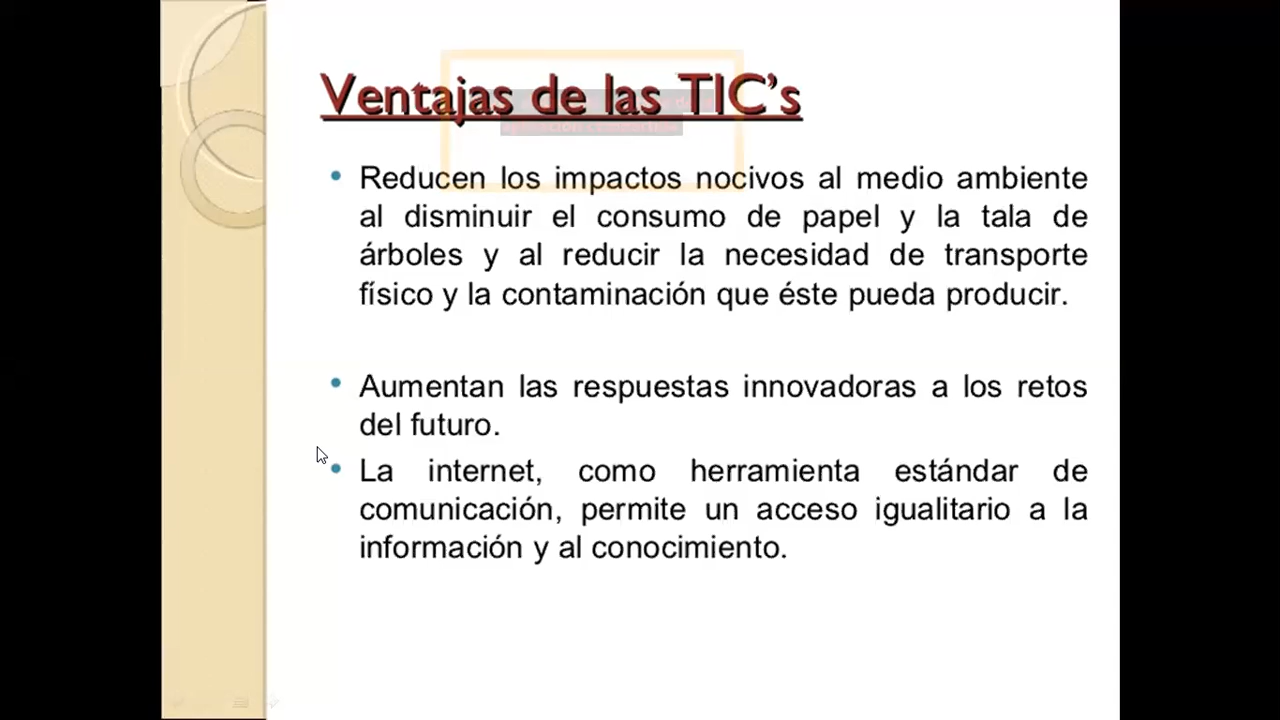 Ventajas de las TIC’s
• Reducen los impactos nocivos al medio ambiente
al disminuir el consumo de papel y la tala de
árboles y al reducir la necesidad de transporte
físico y la contaminación que éste pueda producir.
• Aumentan las respuestas innovadoras a los retos
del futuro.
• La internet, como herramienta estándar de
comunicación, permite un acceso igualitario a la
información y al conocimiento.